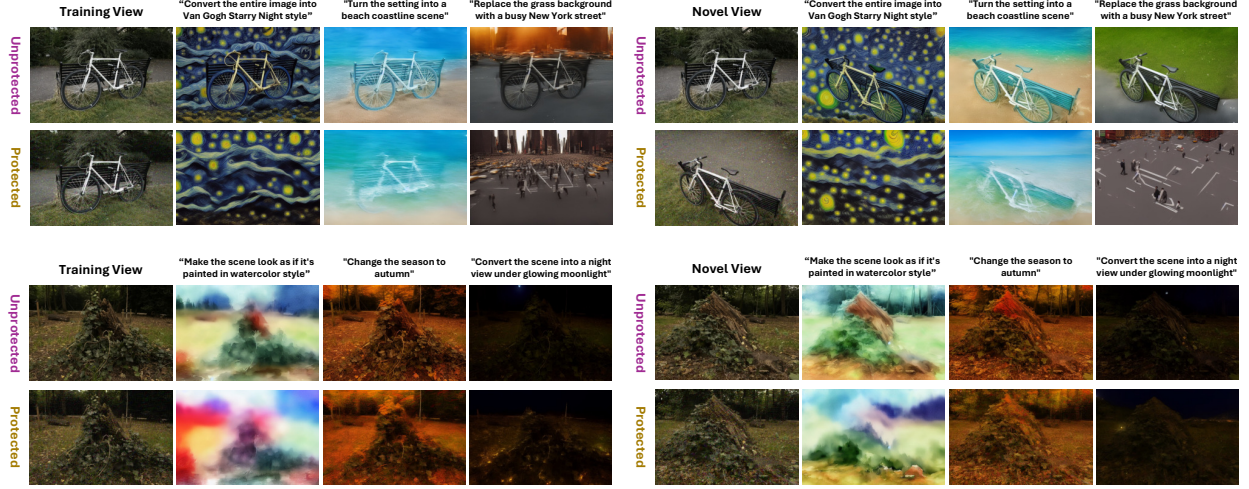 Training View
“Convert the entire image into
Van Gogh Starry Night style”
"Turn the setting into a
beach coastline scene"
"Replace the grass background
with a busy New York street"
Novel View
“Convert the entire image into
Van Gogh Starry Night style”
"Turn the setting into a
beach coastline scene"
"Replace the grass background
with a busy New York street"
Unprotected
Unprotected
Protected
Protected
Training View
“Make the scene look as if it's
painted in watercolor style”
"Change the season to
autumn"
"Convert the scene into a night
view under glowing moonlight"
Novel View
“Make the scene look as if it's
painted in watercolor style”
"Change the season to
autumn"
"Convert the scene into a night
view under glowing moonlight"
Unprotected
Unprotected
Protected
Protected